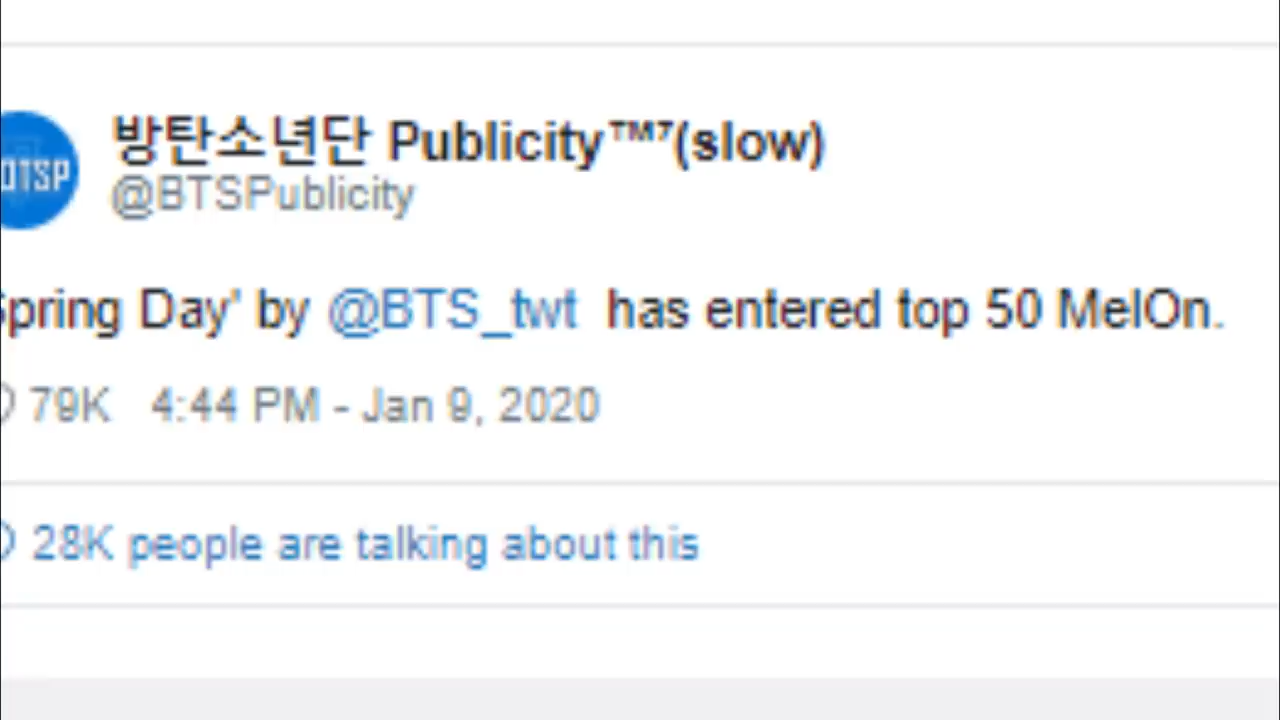 방탄소년단 Publicity™⁷(slow)
@BTSPublicity
Spring Day' by @BTS_twt has entered top 50 MelOn.
79K 4:44 PM - Jan 9, 2020
28K people are talking about this